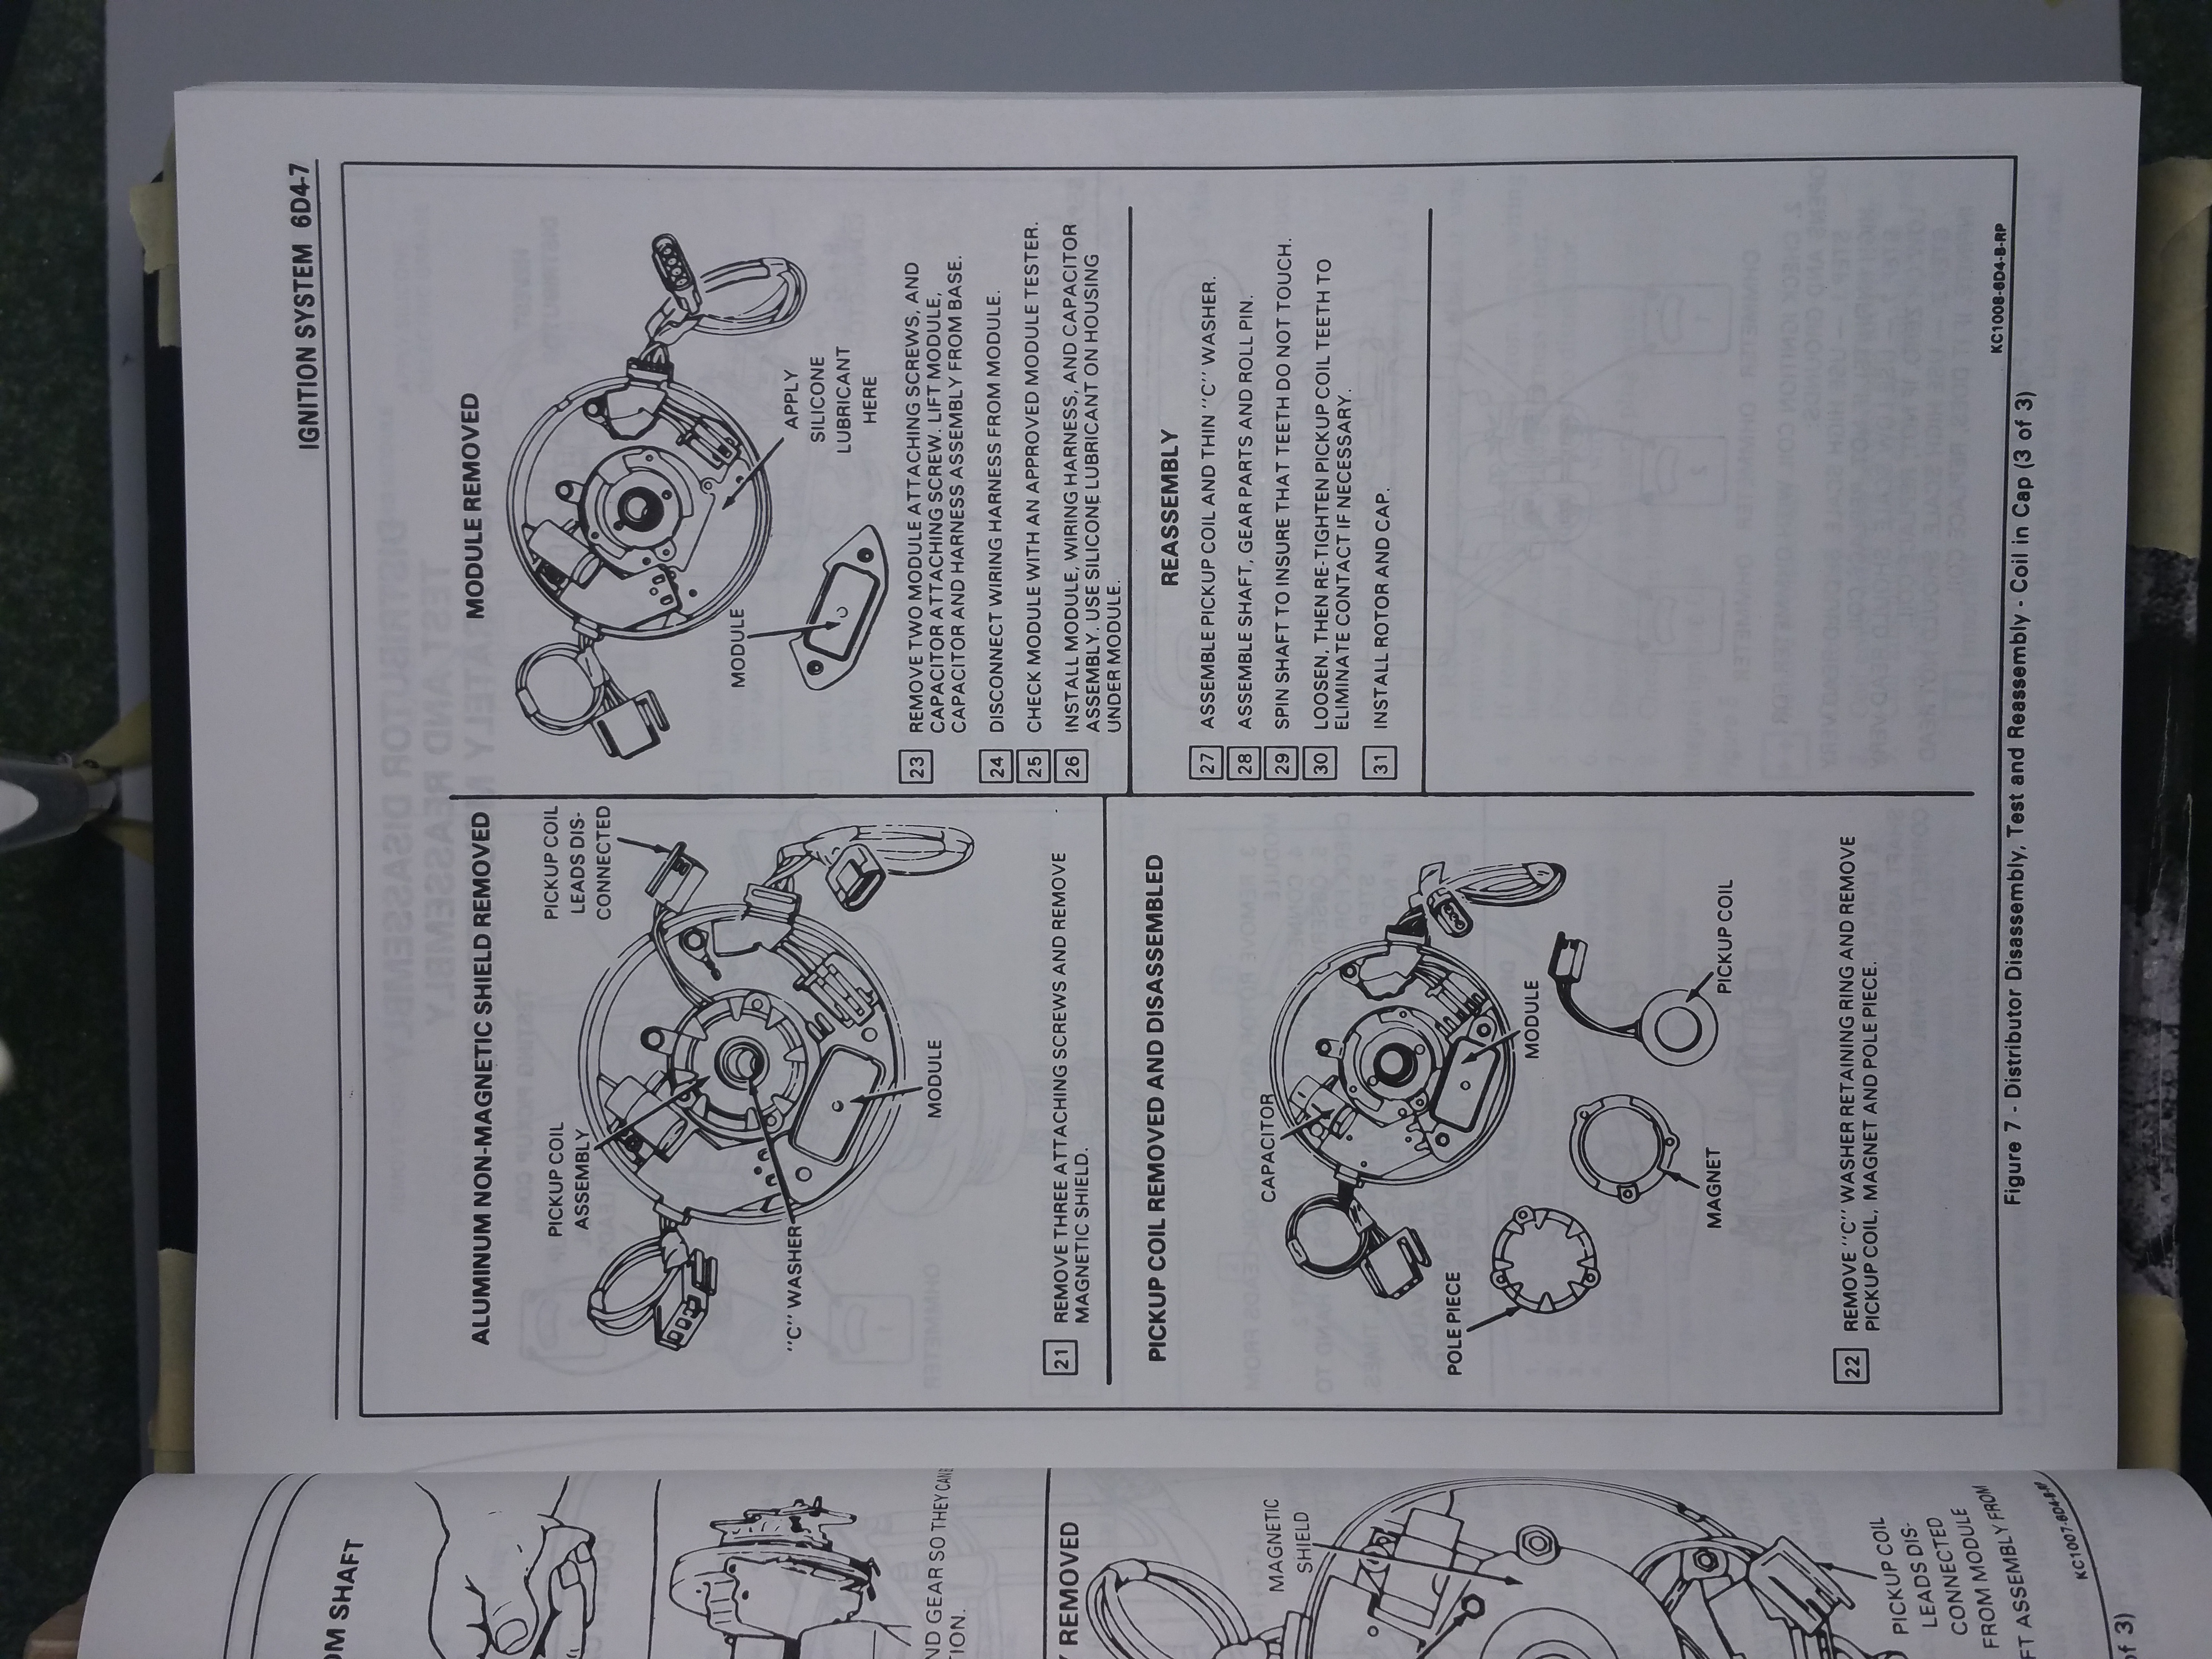 IGNITION SYSTEM 6D4-7
ALUMINUM NON-MAGNETIC SHIELD REMOVED
PICKUP COIL
ASSEMBLY
PICKUP COIL
LEADS DIS-
CONNECTED
"C" WASHER
MODULE
21 REMOVE THREE ATTACHING SCREWS AND REMOVE
MAGNETIC SHIELD.
PICKUP COIL REMOVED AND DISASSEMBLED
CAPACITOR
POLE PIECE
MODULE
MAGNET
PICKUP COIL
22 REMOVE "C" WASHER RETAINING RING AND REMOVE
PICKUP COIL, MAGNET AND POLE PIECE.
MODULE REMOVED
MODULE
APPLY
SILICONE
LUBRICANT
HERE
23 REMOVE TWO MODULE ATTACHING SCREWS, AND
CAPACITOR ATTACHING SCREW. LIFT MODULE,
CAPACITOR AND HARNESS ASSEMBLY FROM BASE.
24 DISCONNECT WIRING HARNESS FROM MODULE.
25 CHECK MODULE WITH AN APPROVED MODULE TESTER.
26 INSTALL MODULE, WIRING HARNESS, AND CAPACITOR
ASSEMBLY. USE SILICONE LUBRICANT ON HOUSING
UNDER MODULE.
REASSEMBLY
27 ASSEMBLE PICKUP COIL AND THIN "C" WASHER.
28 ASSEMBLE SHAFT, GEAR PARTS AND ROLL PIN.
29 SPIN SHAFT TO INSURE THAT TEETH DO NOT TOUCH.
30 LOOSEN, THEN RE-TIGHTEN PICKUP COIL TEETH TO
ELIMINATE CONTACT IF NECESSARY.
31 INSTALL ROTOR AND CAP.
KC1008-6D4-B-RP
Figure 7 - Distributor Disassembly, Test and Reassembly - Coil in Cap (3 of 3)
OM SHAFT
ND GEAR SO THEY CAN
TION.
REMOVED
MAGNETIC
SHIELD
PICKUP COIL
LEADS DIS-
CONNECTED
FROM MODULE
FT ASSEMBLY FROM
KC1007-6D4-B-RP
of 3)